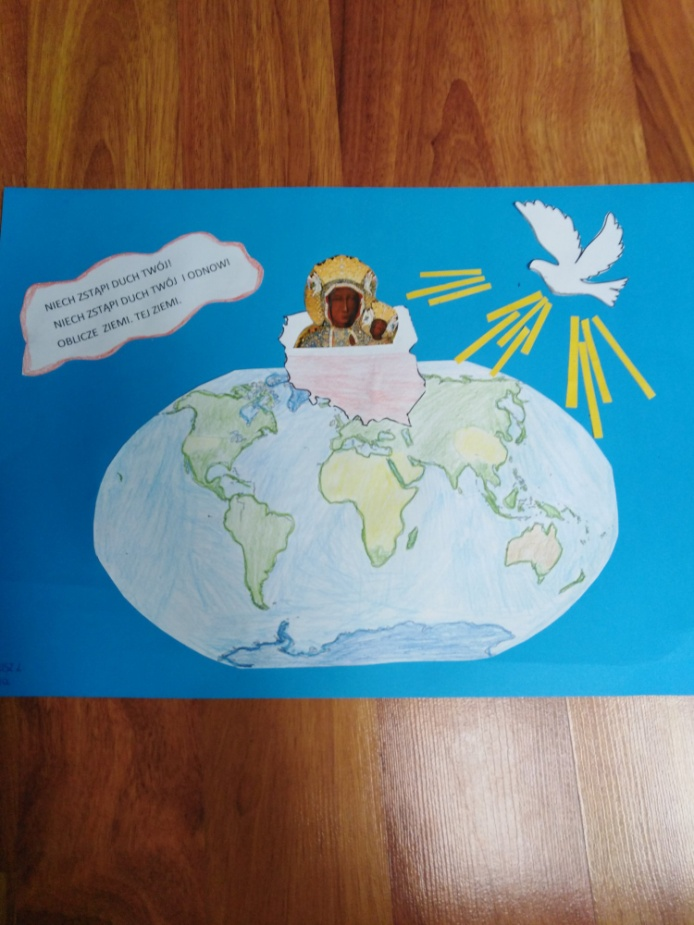 NIECH ZSTĄPI DUCH TWÓJ!
NIECH ZSTĄPI DUCH TWÓJ I ODNOWI
OBLICZE ZIEMI. TEJ ZIEMI.